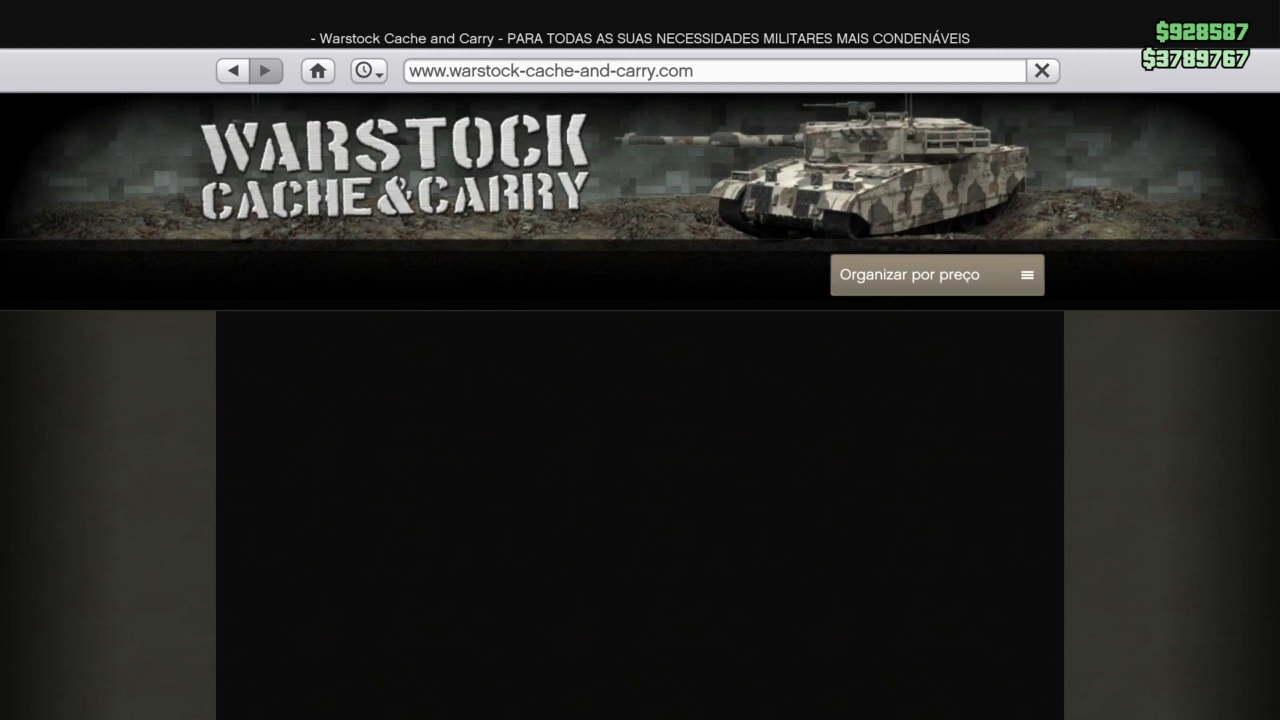 - Warstock Cache and Carry - PARA TODAS AS SUAS NECESSIDADES MILITARES MAIS CONDENÁVEIS
$928587
$3789767
www.warstock-cache-and-carry.com
WARSTOCK
CACHE&CARRY
Organizar por preço